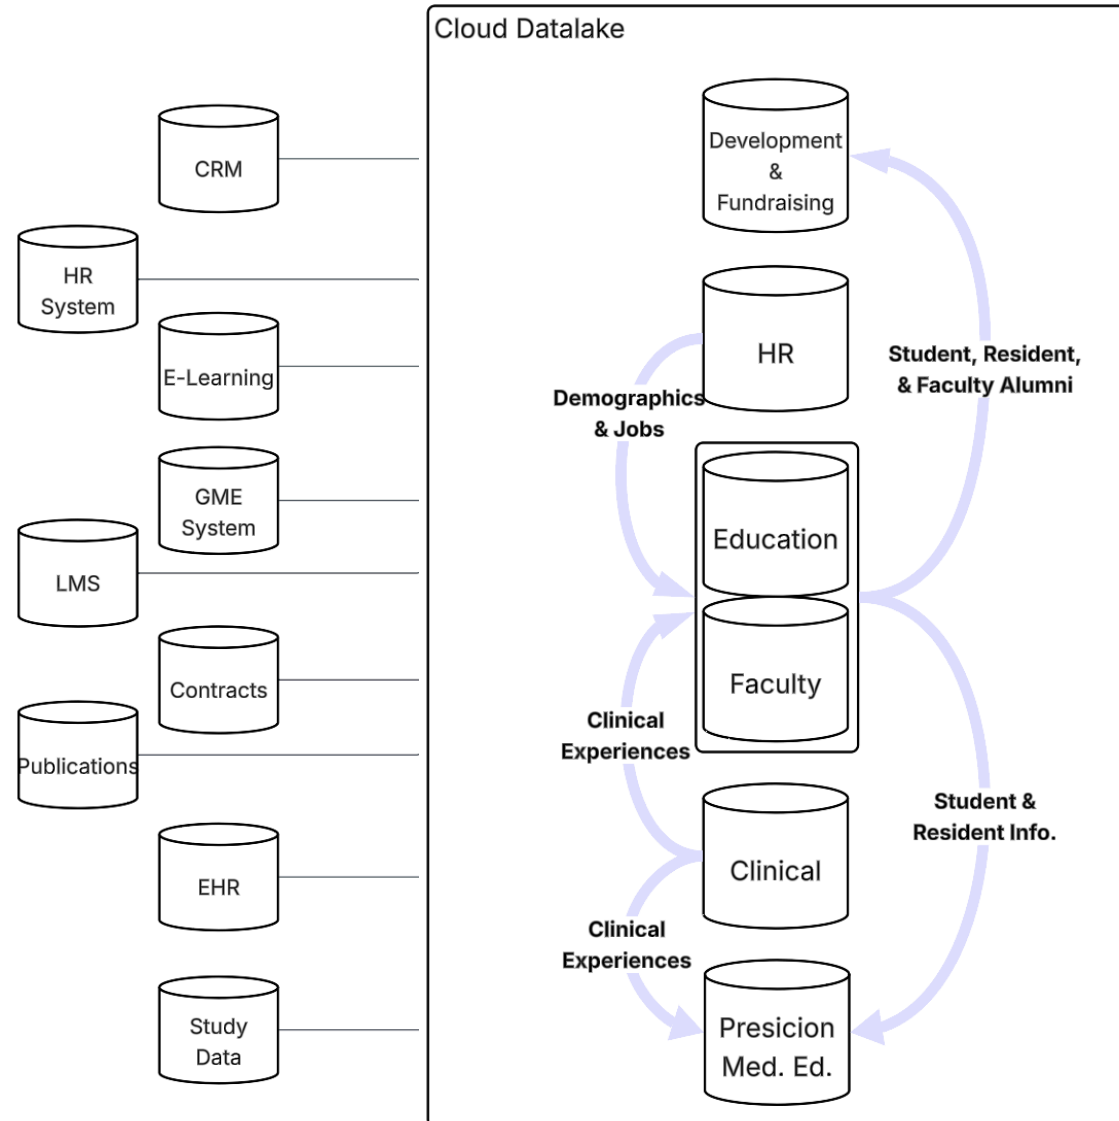 Cloud Datalake
CRM
HR
System
E-Learning
GME
System
LMS
Contracts
Publications
EHR
Study
Data
Development
&
Fundraising
HR
Demographics
& Jobs
Student, Resident,
& Faculty Alumni
Education
Faculty
Clinical
Experiences
Student &
Resident Info.
Clinical
Clinical
Experiences
Presicion
Med. Ed.